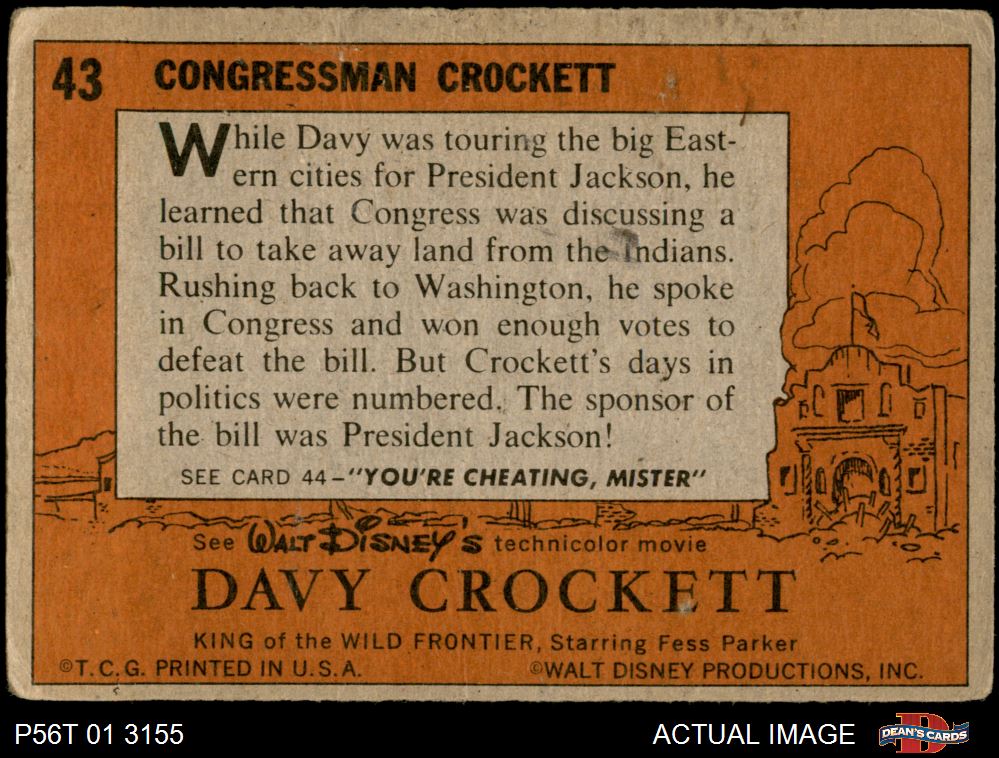 43 CONGRESSMAN CROCKETT
While Davy was touring the big East-
ern cities for President Jackson, he
learned that Congress was discussing a
bill to take away land from the Indians.
Rushing back to Washington, he spoke
in Congress and won enough votes to
defeat the bill. But Crockett's days in
politics were numbered. The sponsor of
the bill was President Jackson!
SEE CARD 44–"YOU'RE CHEATING, MISTER"
See WALT DISNEY'S technicolor movie
DAVY CROCKETT
KING of the WILD FRONTIER, Starring Fess Parker
©T.C.G. PRINTED IN U.S.A. ©WALT DISNEY PRODUCTIONS, INC.
P56T 01 3155 ACTUAL IMAGE D DEAN'S CARDS